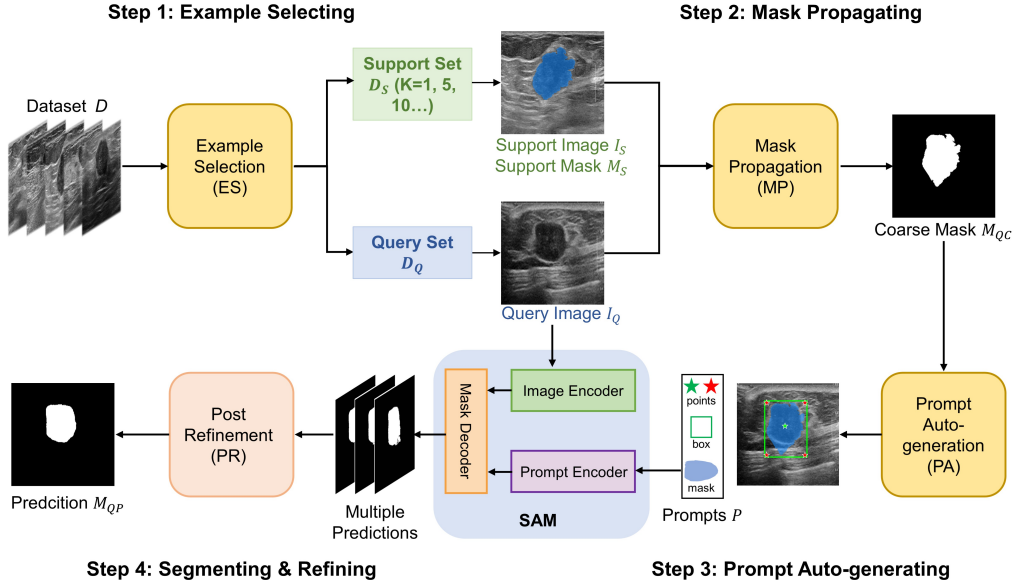 Step 1: Example Selecting
Step 2: Mask Propagating
Dataset D
Example
Selection
(ES)
Support Set
D_S (K=1, 5,
10…)
Support Image I_S
Support Mask M_S
Query Set
D_Q
Query Image I_Q
Mask
Propagation
(MP)
Coarse Mask M_QC
Prompt
Auto-
generation
(PA)
points
box
mask
Prompts P
Image Encoder
Prompt Encoder
Mask Decoder
SAM
Multiple
Predictions
Post
Refinement
(PR)
Predcition M_QP
Step 4: Segmenting & Refining
Step 3: Prompt Auto-generating